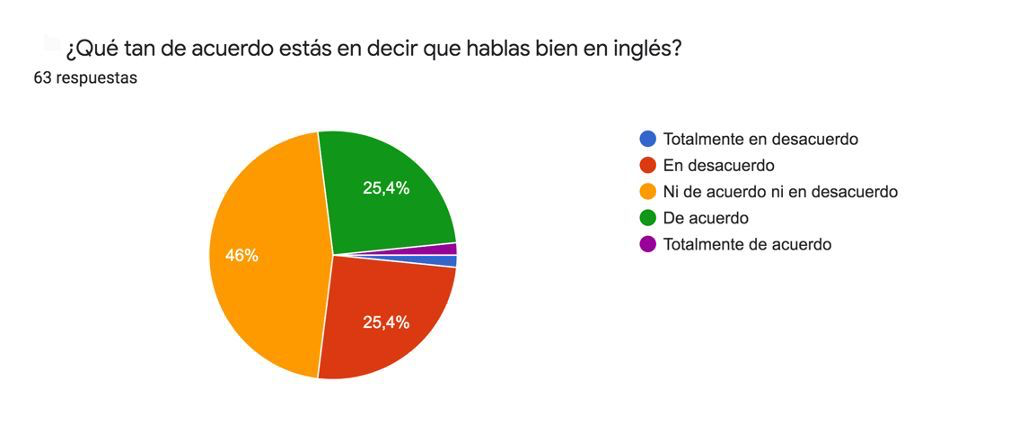 ¿Qué tan de acuerdo estás en decir que hablas bien en inglés?
63 respuestas
25,4%
46%
25,4%
Totalmente en desacuerdo
En desacuerdo
Ni de acuerdo ni en desacuerdo
De acuerdo
Totalmente de acuerdo